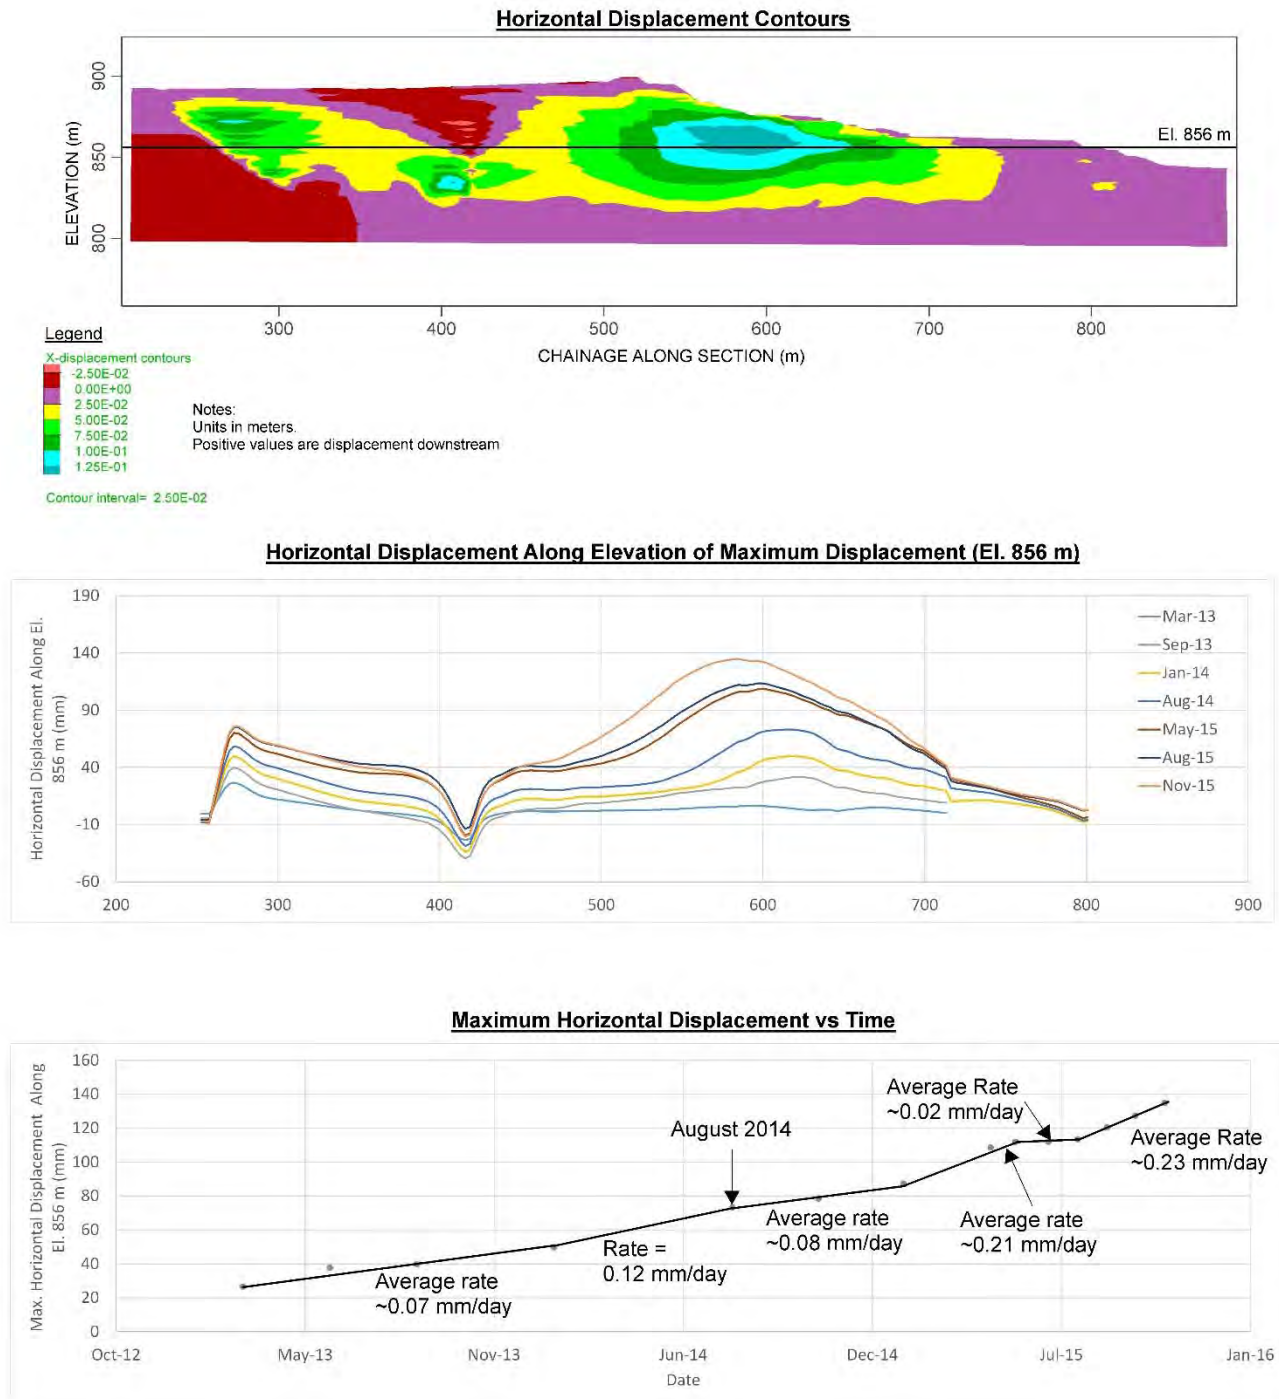 Horizontal Displacement Contours
900
850
800
ELEVATION (m)
El. 856 m
300 400 500 600 700 800
CHAINAGE ALONG SECTION (m)
Legend
X-displacement contours
-2.50E-02
0.00E+00
2.50E-02
5.00E-02
7.50E-02
1.00E-01
1.25E-01
Contour interval= 2.50E-02
Notes:
Units in meters.
Positive values are displacement downstream
Horizontal Displacement Along Elevation of Maximum Displacement (El. 856 m)
Horizontal Displacement Along El.
856 m (mm)
190
140
90
40
-10
-60
200 300 400 500 600 700 800 900
Mar-13
Sep-13
Jan-14
Aug-14
May-15
Aug-15
Nov-15
Maximum Horizontal Displacement vs Time
Max. Horizontal Displacement Along
El. 856 m (mm)
160
140
120
100
80
60
40
20
0
Average rate
~0.07 mm/day
Rate =
0.12 mm/day
August 2014
Average rate
~0.08 mm/day
Average Rate
~0.02 mm/day
Average rate
~0.21 mm/day
Average Rate
~0.23 mm/day
Oct-12 May-13 Nov-13 Jun-14 Dec-14 Jul-15 Jan-16
Date